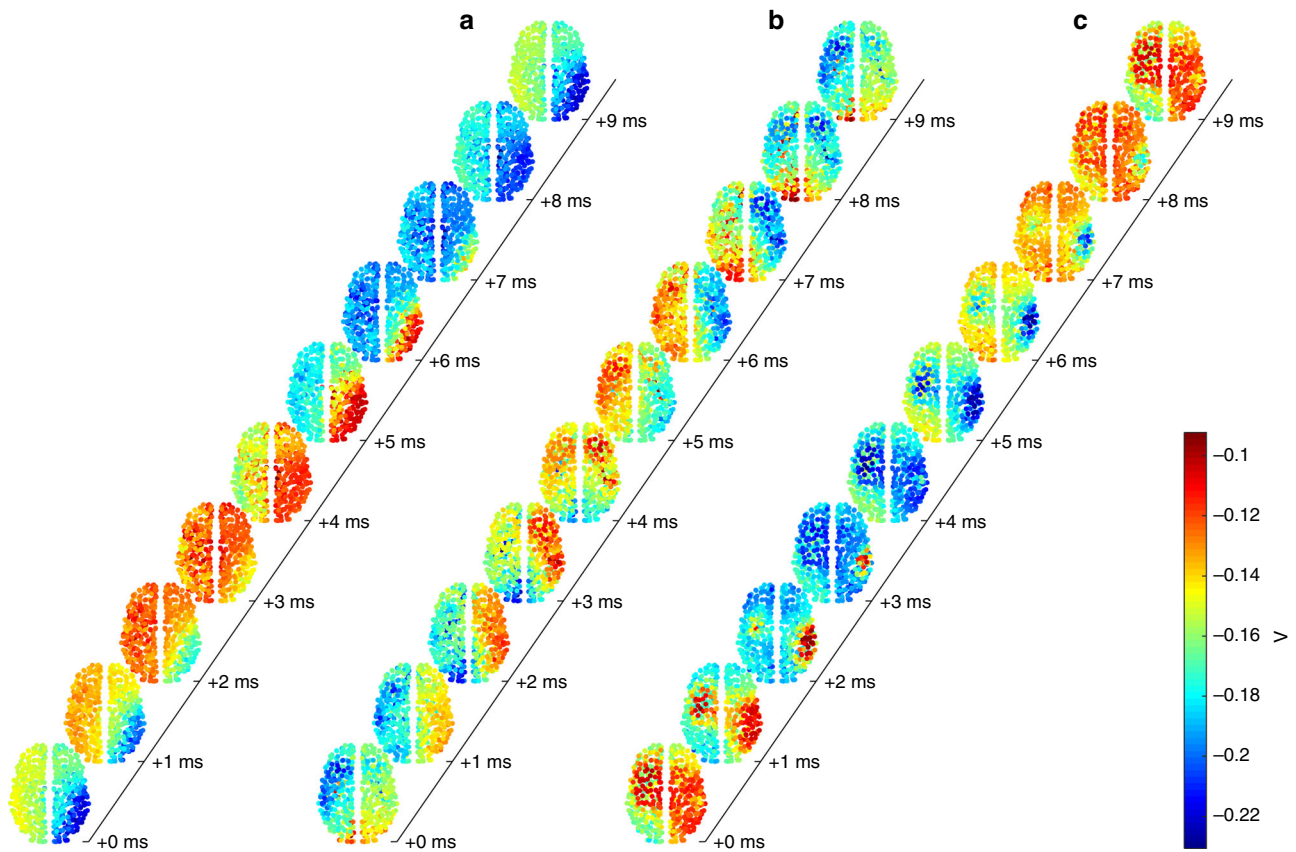 a b c
+9 ms +9 ms +9 ms
+8 ms +8 ms +8 ms
+7 ms +7 ms +7 ms
+6 ms +6 ms +6 ms
+5 ms +5 ms +5 ms
+4 ms +4 ms +4 ms
+3 ms +3 ms +3 ms
+2 ms +2 ms +2 ms
+1 ms +1 ms +1 ms
+0 ms +0 ms +0 ms
−0.1
−0.12
−0.14
−0.16
−0.18
−0.2
−0.22
V